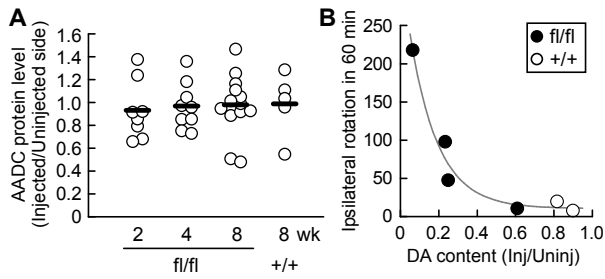 A
AADC protein level
(Injected/Uninjected side)
1.6
1.4
1.2
1.0
0.8
0.6
0.4
0.2
0
2 4 8 8 wk
fl/fl +/+
B
Ipsilateral rotation in 60 min
250
200
150
100
50
0
0 0.2 0.4 0.6 0.8 1.0
DA content (Inj/Uninj)
fl/fl
+/+